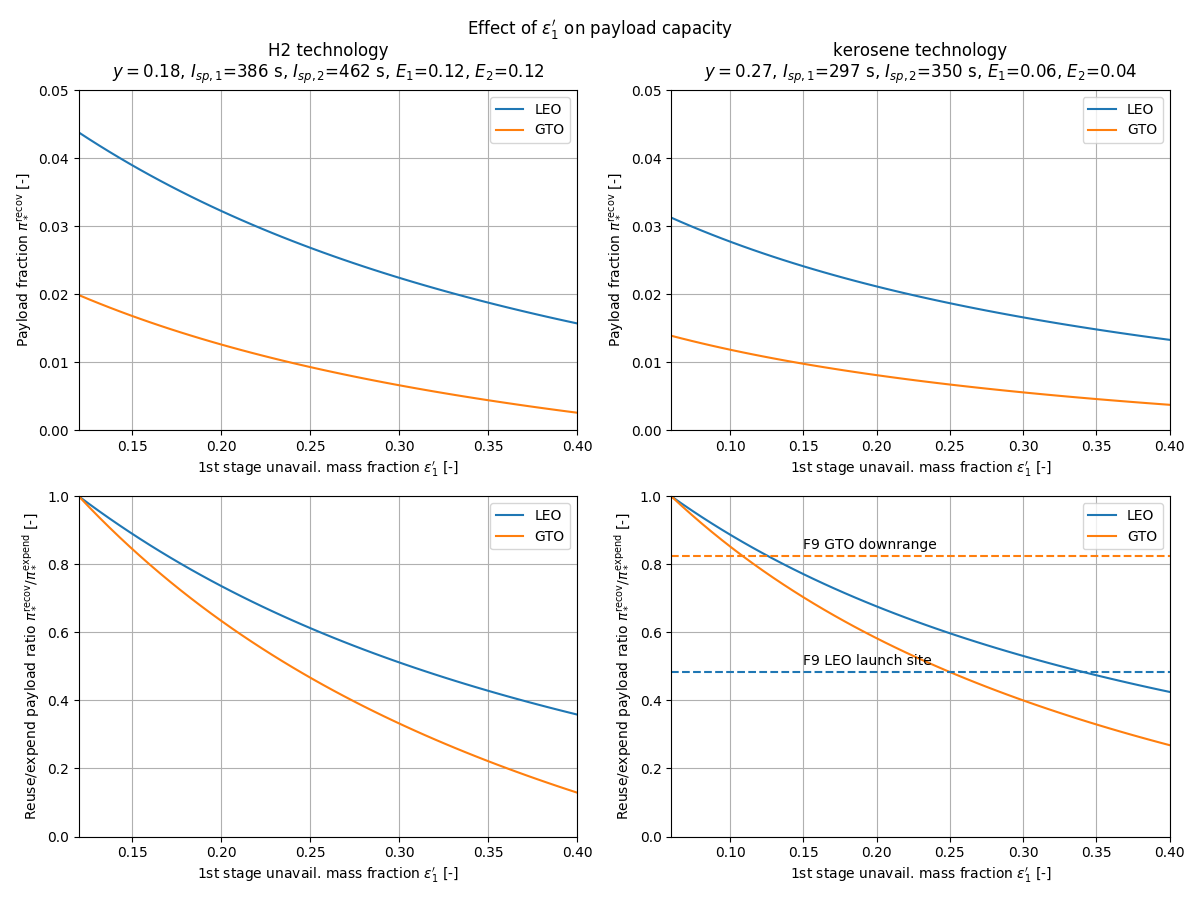 Effect of ε′₁ on payload capacity
H2 technology
y = 0.18, Isp,1=386 s, Isp,2=462 s, E₁=0.12, E₂=0.12
0.05
0.04
0.03
0.02
0.01
0.00
Payload fraction π*^recov [-]
LEO
GTO
0.15 0.20 0.25 0.30 0.35 0.40
1st stage unavail. mass fraction ε′₁ [-]
kerosene technology
y = 0.27, Isp,1=297 s, Isp,2=350 s, E₁=0.06, E₂=0.04
0.05
0.04
0.03
0.02
0.01
0.00
Payload fraction π*^recov [-]
LEO
GTO
0.10 0.15 0.20 0.25 0.30 0.35 0.40
1st stage unavail. mass fraction ε′₁ [-]
1.0
0.8
0.6
0.4
0.2
0.0
Reuse/expend payload ratio π*^recov/π*^expend [-]
LEO
GTO
0.15 0.20 0.25 0.30 0.35 0.40
1st stage unavail. mass fraction ε′₁ [-]
1.0
0.8
0.6
0.4
0.2
0.0
Reuse/expend payload ratio π*^recov/π*^expend [-]
LEO
GTO
F9 GTO downrange
F9 LEO launch site
0.10 0.15 0.20 0.25 0.30 0.35 0.40
1st stage unavail. mass fraction ε′₁ [-]